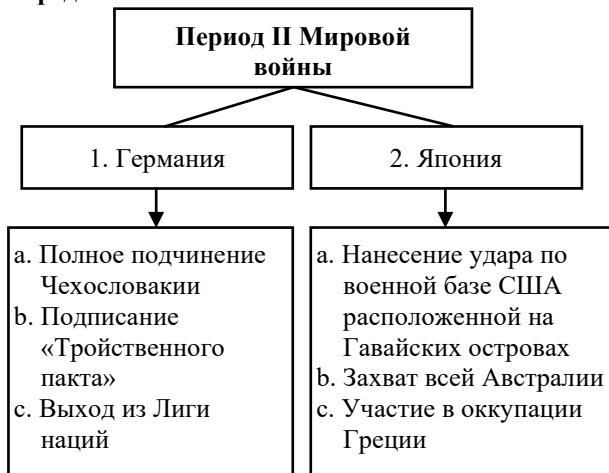 Период II Мировой
войны
1. Германия
2. Япония
a. Полное подчинение
Чехословакии
b. Подписание
«Тройственного
пакта»
c. Выход из Лиги
наций
a. Нанесение удара по
военной базе США
расположенной на
Гавайских островах
b. Захват всей Австралии
c. Участие в оккупации
Греции